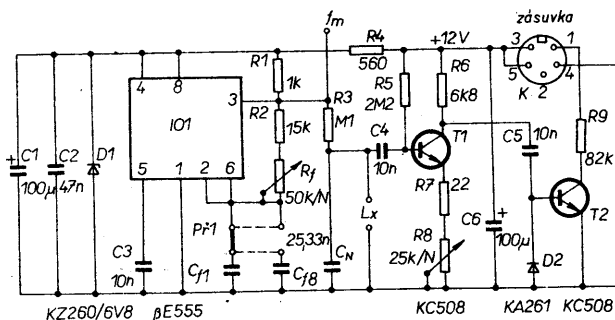 fm
zásuvka
R4
+12V
3
1
5
4
K
2
4
8
R1
1k
560
R5
2M2
R6
6k8
3
R2
R3
M1
IO1
15k
C4
10n
T1
C5
10n
R9
82k
C1
100µ
C2
47n
D1
5
1
2
6
Rf
50k/N
R7
22
T2
Př1
25,33n
Lx
R8
25k/N
C6
100µ
C3
10n
Cf1
Cf8
CN
D2
KZ260/6V8
βE555
KC508
KA261
KC508